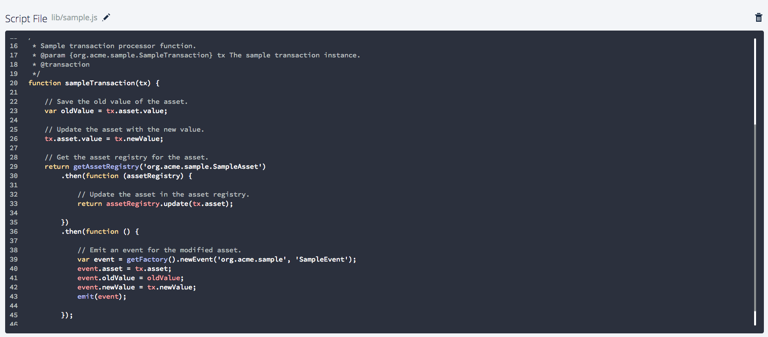 Script File lib/sample.js
16 * Sample transaction processor function.
17 * @param {org.acme.sample.SampleTransaction} tx The sample transaction instance.
18 * @transaction
19 */
20 function sampleTransaction(tx) {
21
22 // Save the old value of the asset.
23 var oldValue = tx.asset.value;
24
25 // Update the asset with the new value.
26 tx.asset.value = tx.newValue;
27
28 // Get the asset registry for the asset.
29 return getAssetRegistry('org.acme.sample.SampleAsset')
30 .then(function (assetRegistry) {
31
32 // Update the asset in the asset registry.
33 return assetRegistry.update(tx.asset);
34
35 })
36 .then(function () {
37
38 // Emit an event for the modified asset.
39 var event = getFactory().newEvent('org.acme.sample', 'SampleEvent');
40 event.asset = tx.asset;
41 event.oldValue = oldValue;
42 event.newValue = tx.newValue;
43 emit(event);
44
45 });
46